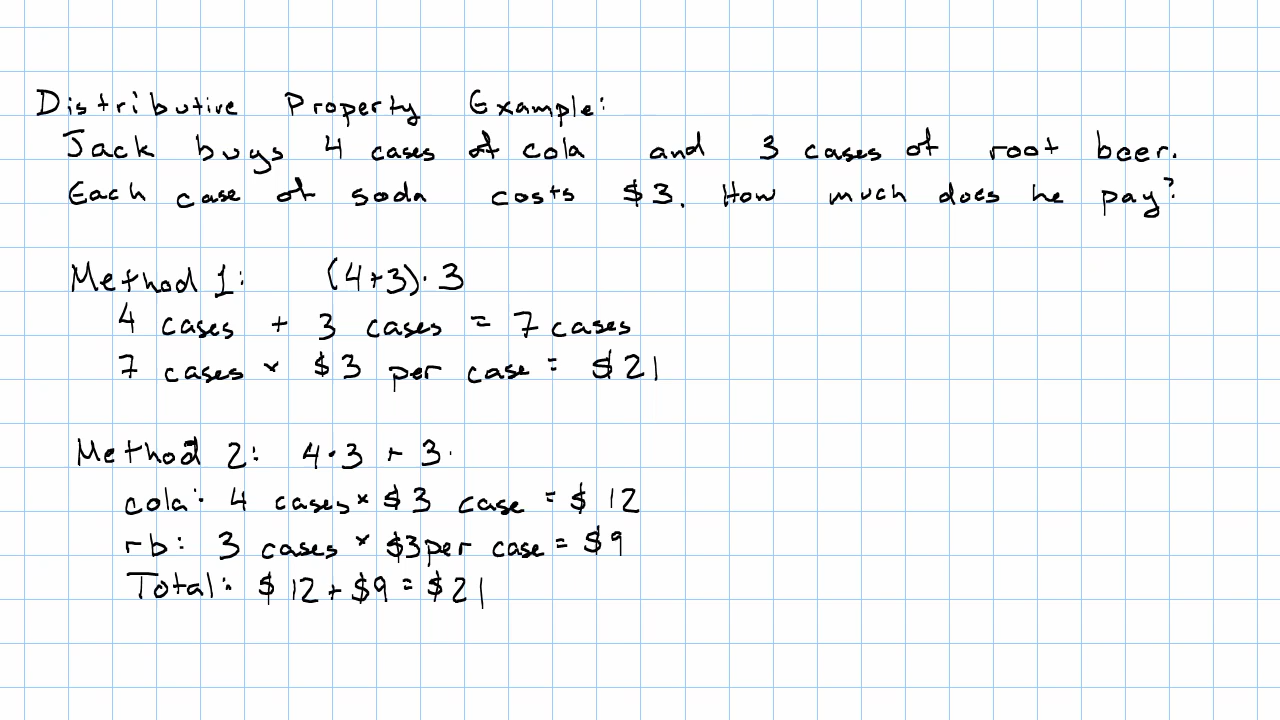 Distributive Property Example:
Jack buys 4 cases of cola and 3 cases of root beer.
Each case of soda costs $3. How much does he pay?
Method 1: (4+3)·3
4 cases + 3 cases = 7 cases
7 cases × $3 per case = $21
Method 2: 4·3 + 3·
cola: 4 cases × $3 case = $12
rb: 3 cases × $3 per case = $9
Total: $12 + $9 = $21